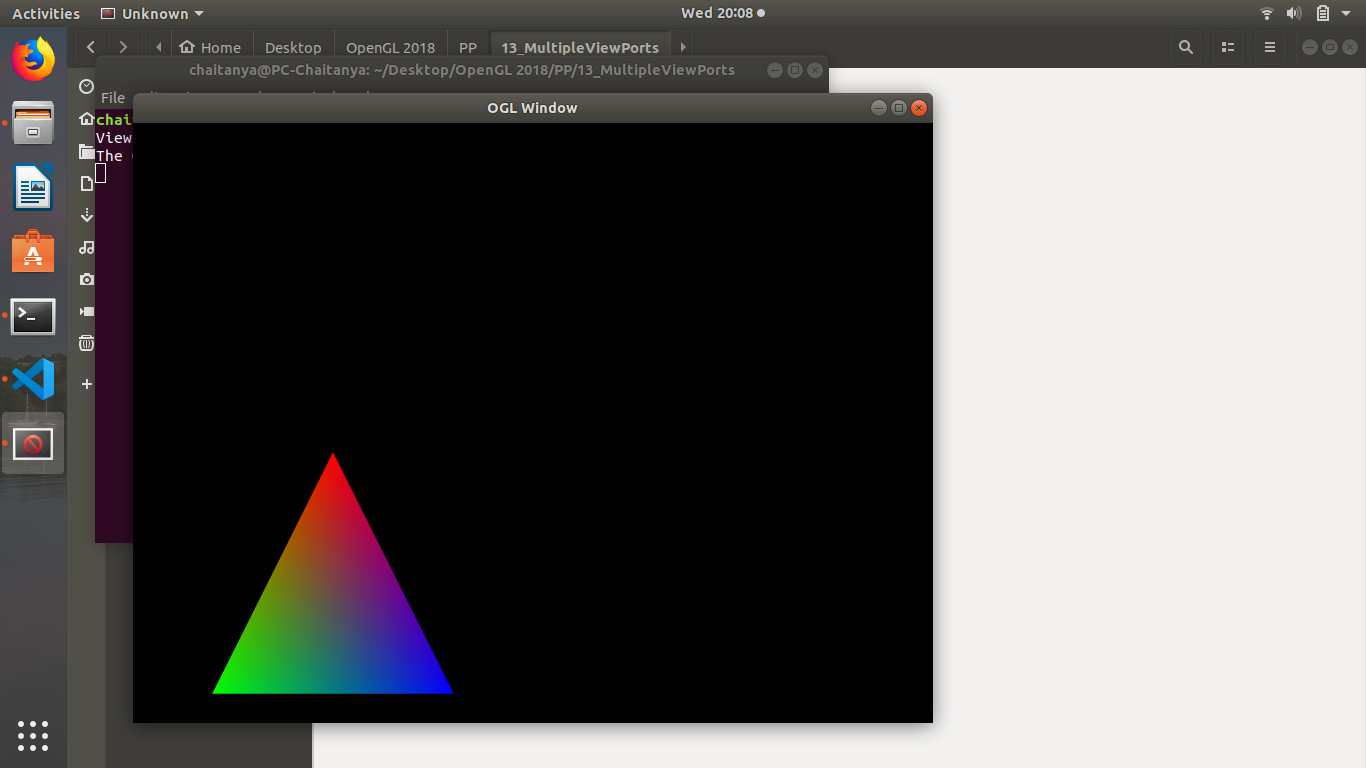 Activities Unknown Wed 20:08
Home Desktop OpenGL 2018 PP 13_MultipleViewPorts
chaitanya@PC-Chaitanya: ~/Desktop/OpenGL 2018/PP/13_MultipleViewPorts
File
OGL Window
chai
View
The